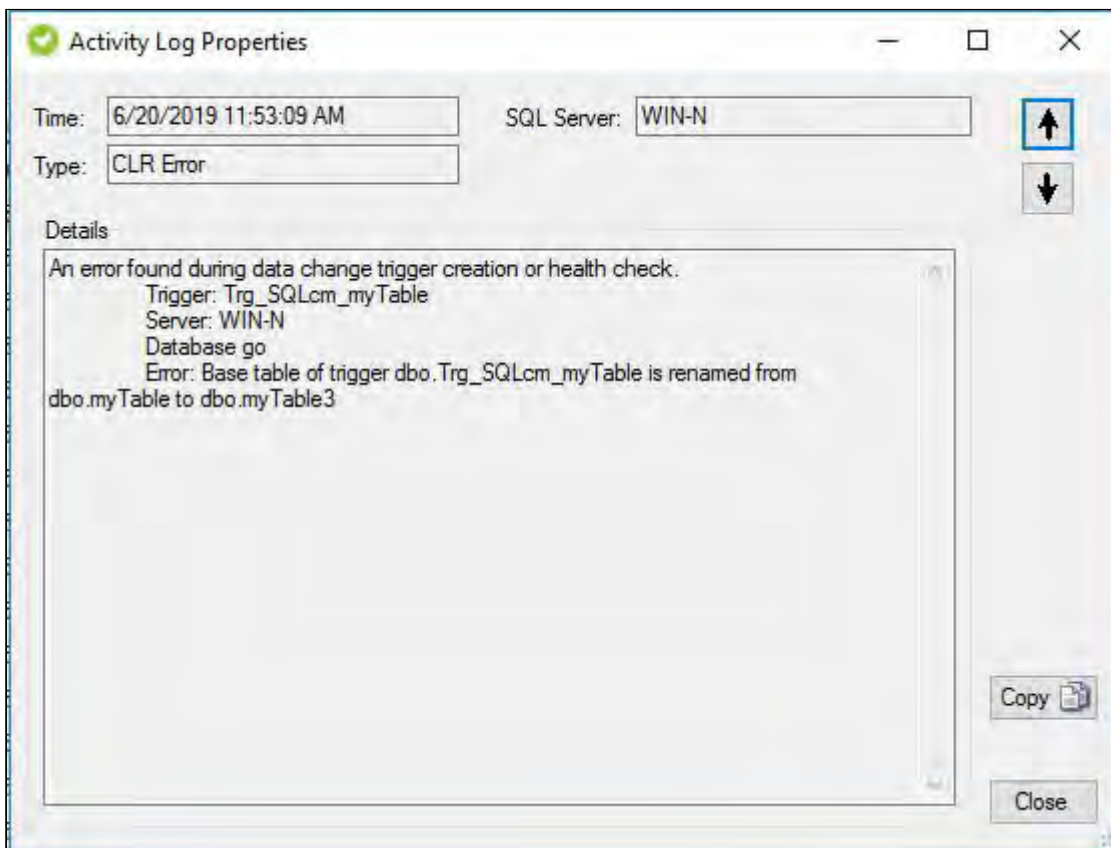 Activity Log Properties
Time: 6/20/2019 11:53:09 AM SQL Server: WIN-N
Type: CLR Error
Details
An error found during data change trigger creation or health check.
Trigger: Trg_SQLcm_myTable
Server: WIN-N
Database go
Error: Base table of trigger dbo.Trg_SQLcm_myTable is renamed from
dbo.myTable to dbo.myTable3
Copy
Close